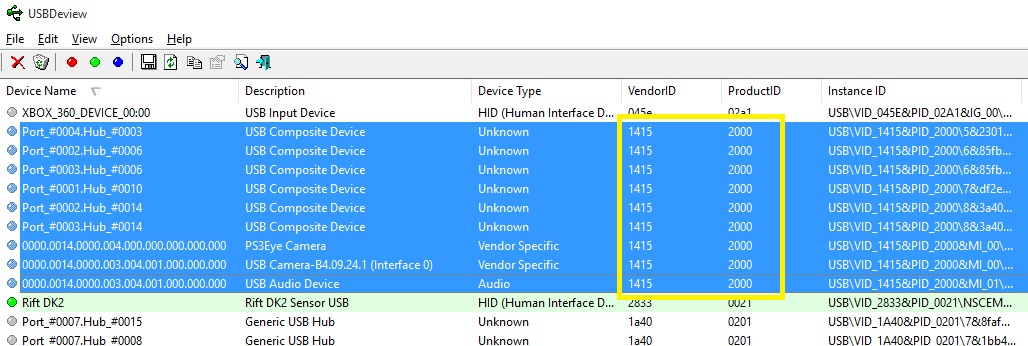 USBDeview
File Edit View Options Help
Device Name Description Device Type VendorID ProductID Instance ID
XBOX_360_DEVICE_00:00 USB Input Device HID (Human Interface D... 045e 02a1 USB\VID_045E&PID_02A1&IG_00\...
Port_#0004.Hub_#0003 USB Composite Device Unknown 1415 2000 USB\VID_1415&PID_2000\5&2301...
Port_#0002.Hub_#0006 USB Composite Device Unknown 1415 2000 USB\VID_1415&PID_2000\6&85fb...
Port_#0003.Hub_#0006 USB Composite Device Unknown 1415 2000 USB\VID_1415&PID_2000\6&85fb...
Port_#0001.Hub_#0010 USB Composite Device Unknown 1415 2000 USB\VID_1415&PID_2000\7&df2e...
Port_#0002.Hub_#0014 USB Composite Device Unknown 1415 2000 USB\VID_1415&PID_2000\8&3a40...
Port_#0003.Hub_#0014 USB Composite Device Unknown 1415 2000 USB\VID_1415&PID_2000\8&3a40...
0000.0014.0000.004.000.000.000.000.000 PS3Eye Camera Vendor Specific 1415 2000 USB\VID_1415&PID_2000&MI_00\...
0000.0014.0000.003.004.001.000.000.000 USB Camera-B4.09.24.1 (Interface 0) Vendor Specific 1415 2000 USB\VID_1415&PID_2000&MI_00\...
0000.0014.0000.003.004.001.000.000.000 USB Audio Device Audio 1415 2000 USB\VID_1415&PID_2000&MI_01\...
Rift DK2 Rift DK2 Sensor USB HID (Human Interface D... 2833 0021 USB\VID_2833&PID_0021\NSCEM...
Port_#0007.Hub_#0015 Generic USB Hub Unknown 1a40 0201 USB\VID_1A40&PID_0201\7&8faf...
Port_#0007.Hub_#0008 Generic USB Hub Unknown 1a40 0201 USB\VID_1A40&PID_0201\7&1bb4...